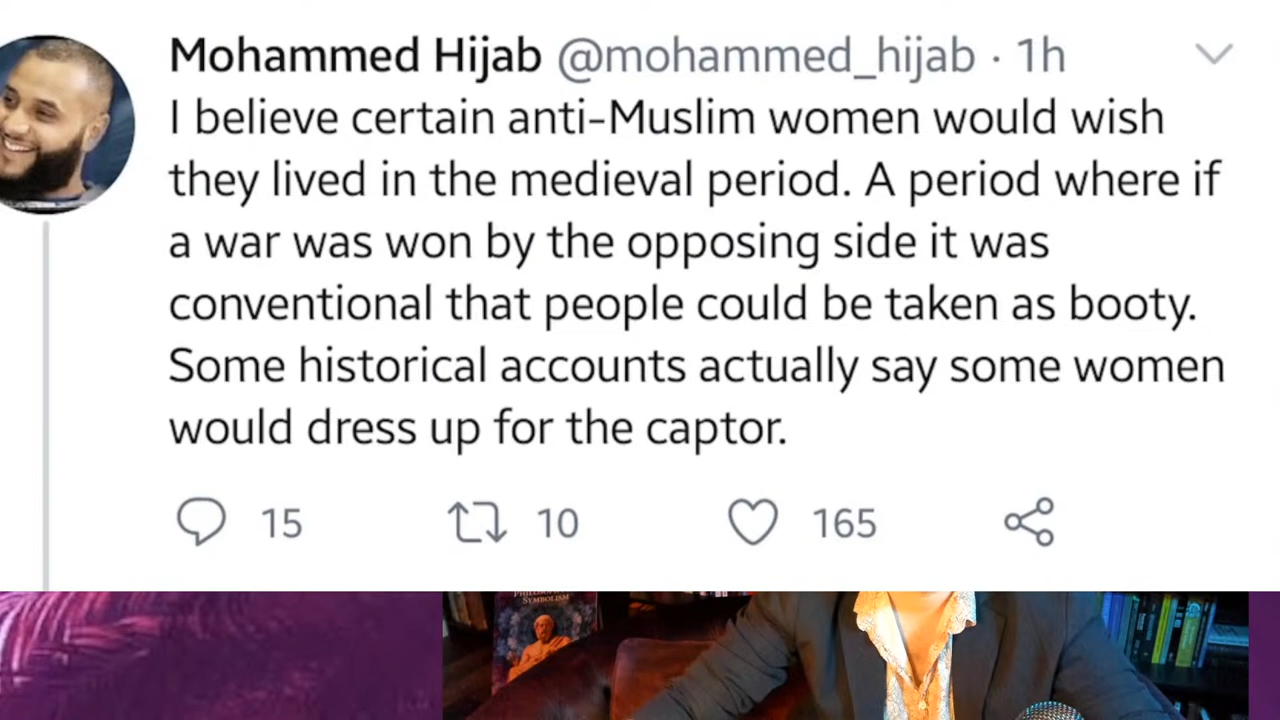 Mohammed Hijab @mohammed_hijab · 1h
I believe certain anti-Muslim women would wish
they lived in the medieval period. A period where if
a war was won by the opposing side it was
conventional that people could be taken as booty.
Some historical accounts actually say some women
would dress up for the captor.
15 10 165
SYMBOLISM